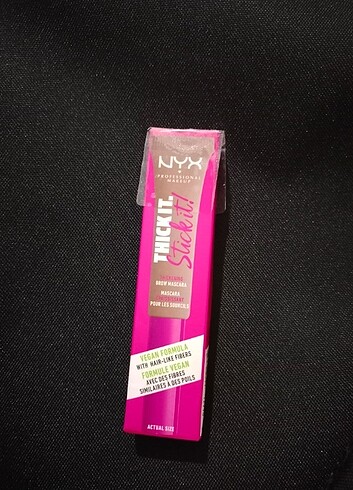 NYX
PROFESSIONAL
MAKEUP
THICK IT.
Stick it!
BROW MASCARA
MASCARA
POUR LES SOURCILS
VEGAN FORMULA
WITH HAIR-LIKE FIBERS
FORMULE VEGAN
AVEC DES FIBRES
SIMILAIRES À DES POILS
ACTUAL SIZE